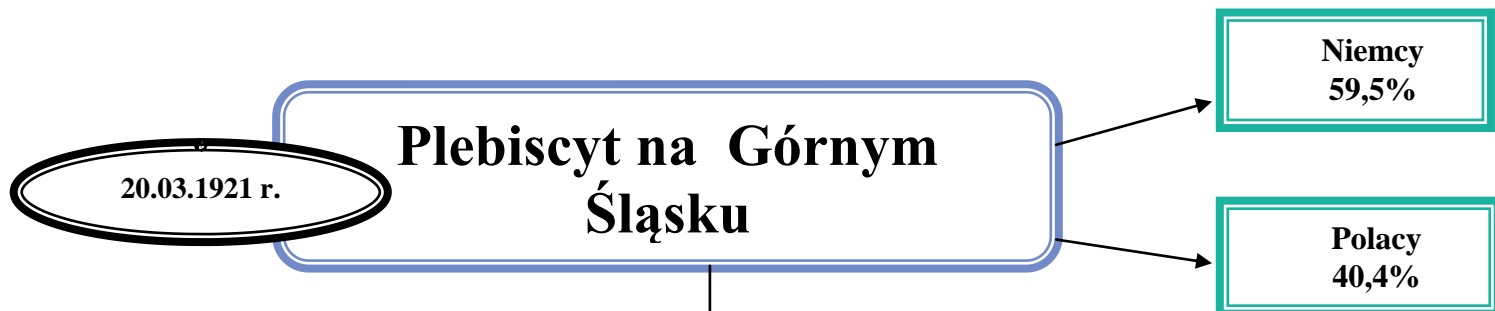 Niemcy
59,5%
Plebiscyt na Górnym
Śląsku
20.03.1921 r.
Polacy
40,4%